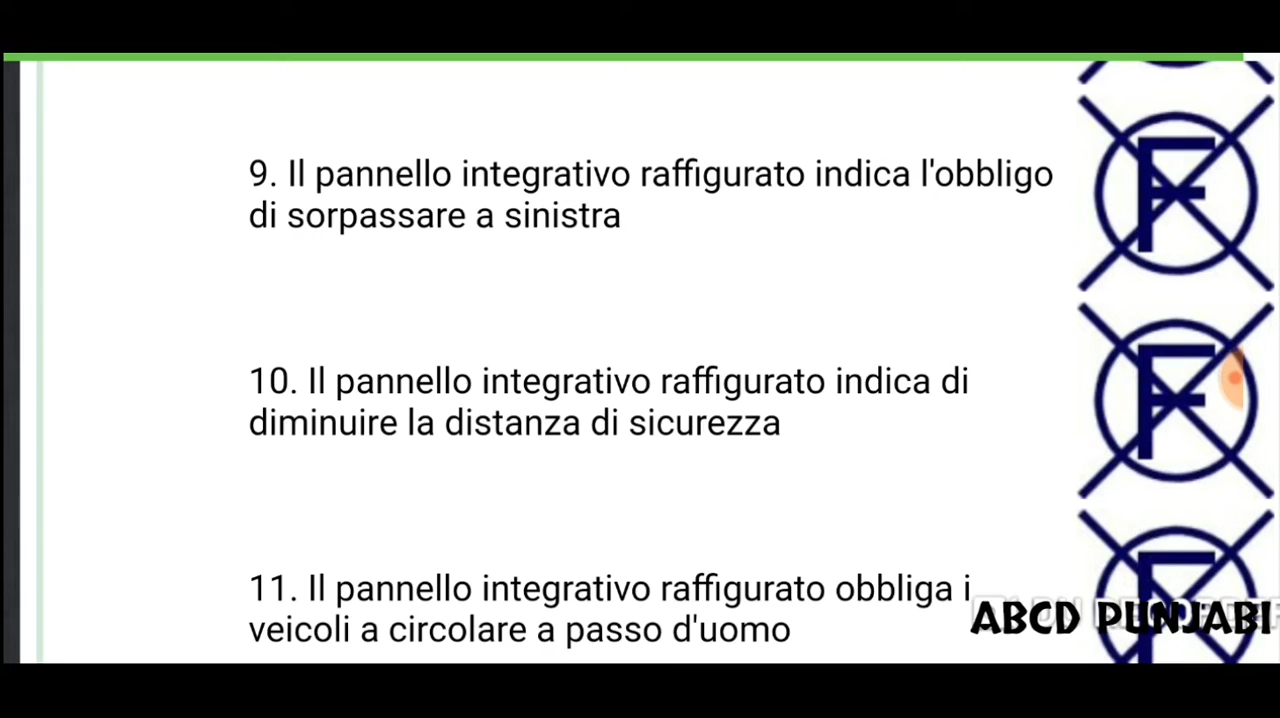 9. Il pannello integrativo raffigurato indica l'obbligo
di sorpassare a sinistra
F
10. Il pannello integrativo raffigurato indica di
diminuire la distanza di sicurezza
F
11. Il pannello integrativo raffigurato obbliga i
veicoli a circolare a passo d'uomo
F
ABCD PUNJABI